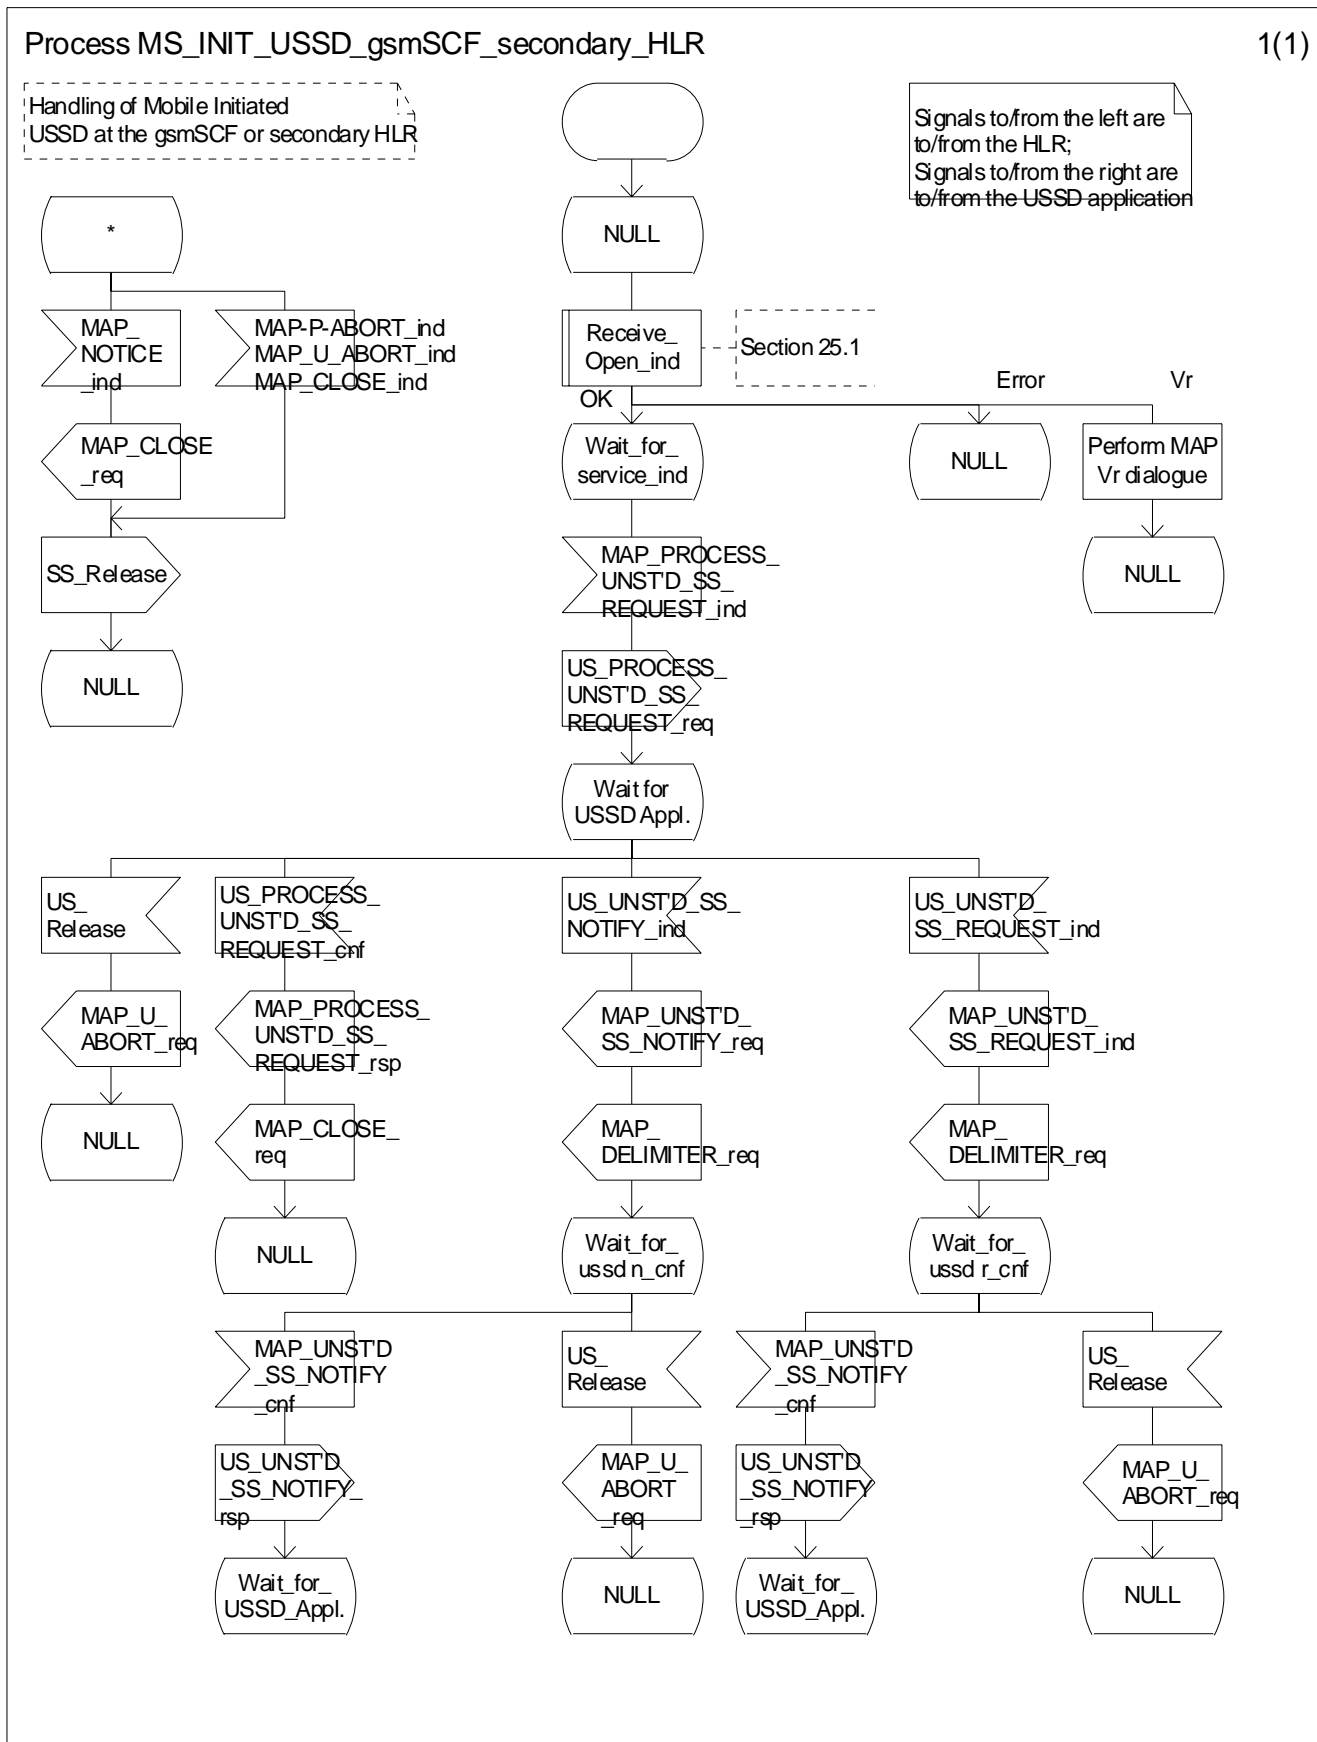 Process MS_INIT_USSD_gsmSCF_secondary_HLR
1(1)
Handling of Mobile Initiated
USSD at the gsmSCF or secondary HLR
Signals to/from the left are
to/from the HLR;
Signals to/from the right are
to/from the USSD application
*
NULL
MAP_
NOTICE
_ind
MAP-P-ABORT_ind
MAP_U_ABORT_ind
MAP_CLOSE_ind
Receive_
Open_ind
Section 25.1
OK
Error
Vr
MAP_CLOSE
_req
Wait_for_
service_ind
NULL
Perform MAP
Vr dialogue
SS_Release
MAP_PROCESS_
UNST'D_SS_
REQUEST_ind
NULL
NULL
US_PROCESS_
UNST'D_SS_
REQUEST_req
Wait for
USSD Appl.
US_
Release
US_PROCESS_
UNST'D_SS_
REQUEST_cnf
US_UNST'D_SS_
NOTIFY_ind
US_UNST'D_
SS_REQUEST_ind
MAP_U_
ABORT_req
MAP_PROCESS_
UNST'D_SS_
REQUEST_rsp
MAP_UNST'D_
SS_NOTIFY_req
MAP_UNST'D_
SS_REQUEST_ind
NULL
MAP_CLOSE_
req
MAP_
DELIMITER_req
MAP_
DELIMITER_req
NULL
Wait_for_
ussd n_cnf
Wait_for_
ussd r_cnf
MAP_UNST'D
_SS_NOTIFY
_cnf
US_
Release
MAP_UNST'D
_SS_NOTIFY
_cnf
US_
Release
US_UNST'D
_SS_NOTIFY_
rsp
MAP_U_
ABORT
_req
US_UNST'D
_SS_NOTIFY
_rsp
MAP_U_
ABORT_req
Wait_for_
USSD_Appl.
NULL
Wait_for_
USSD_Appl.
NULL